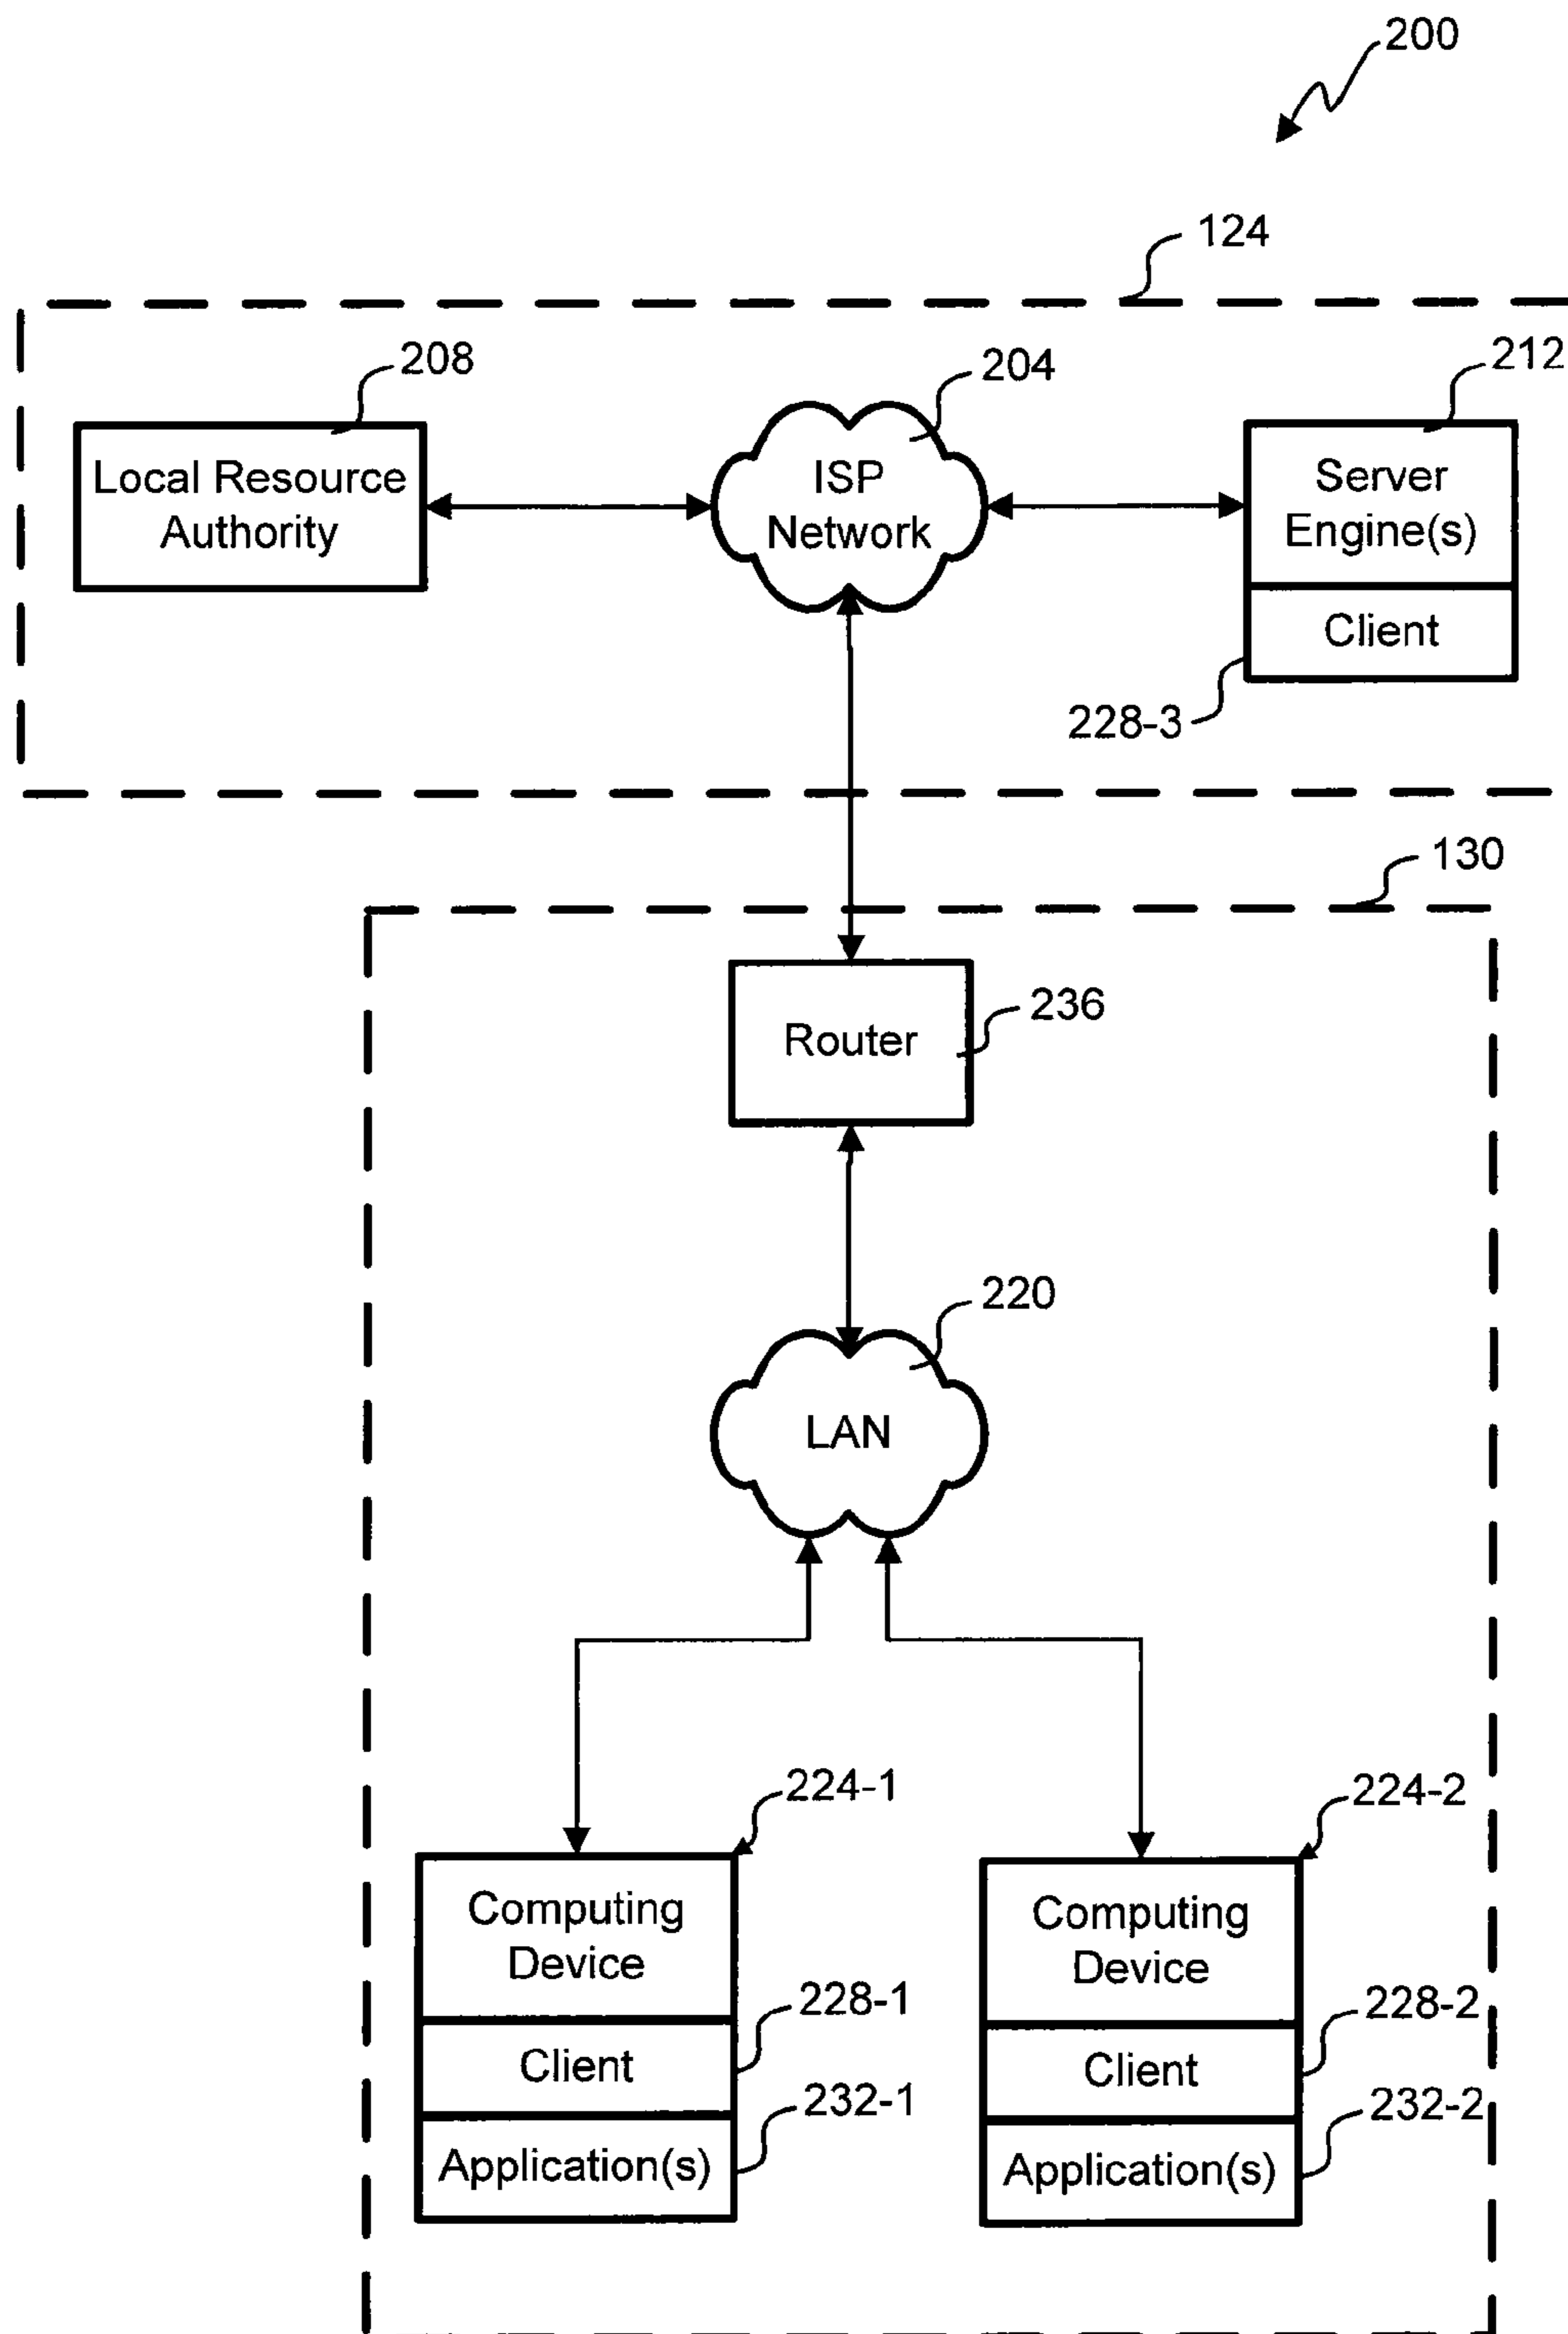 200
124
208
204
212
Local Resource
Authority
ISP
Network
Server
Engine(s)
Client
228-3
130
236
Router
220
LAN
224-1
224-2
Computing
Device
Computing
Device
228-1
228-2
Client
Client
232-1
232-2
Application(s)
Application(s)